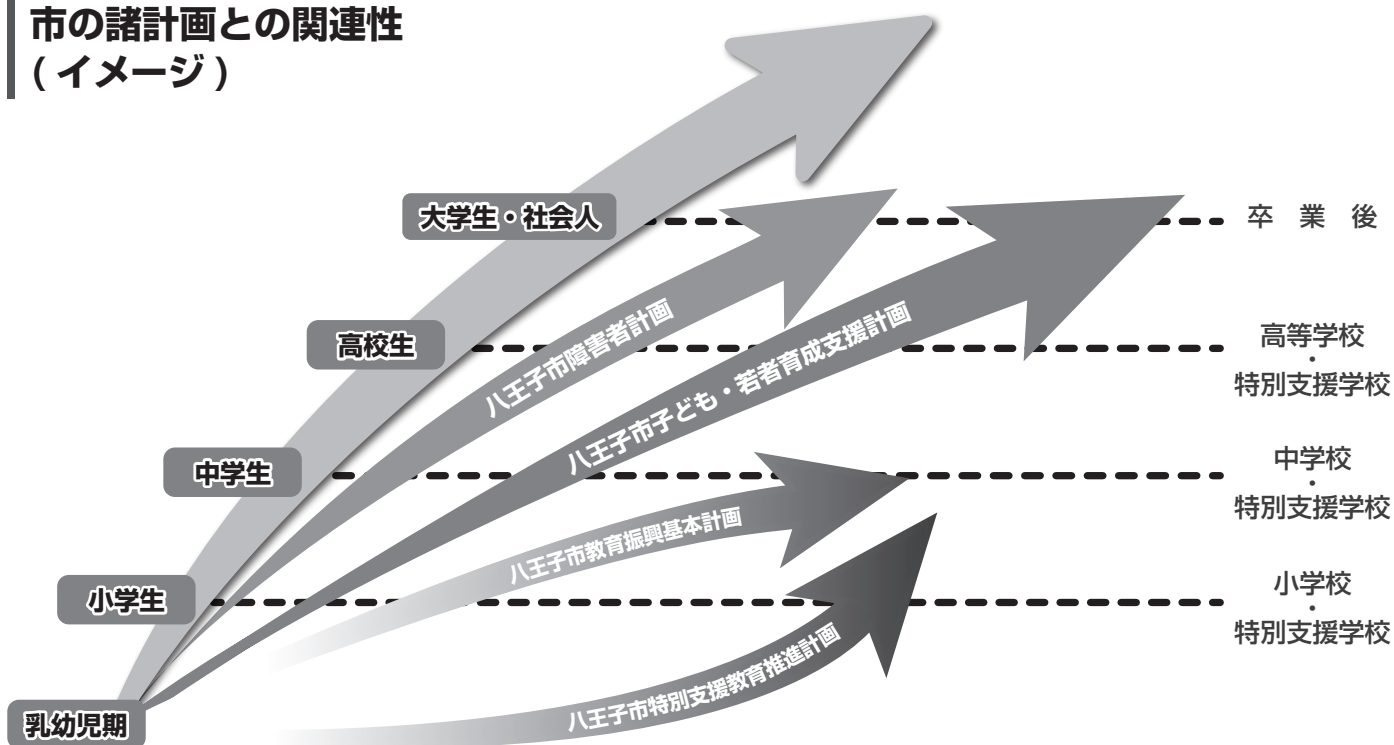 市の諸計画との関連性
( イメージ )
大学生・社会人
卒 業 後
八王子市障害者計画
八王子市子ども・若者育成支援計画
高校生
高等学校
・
特別支援学校
中学生
中学校
・
特別支援学校
八王子市教育振興基本計画
小学生
小学校
・
特別支援学校
八王子市特別支援教育推進計画
乳幼児期